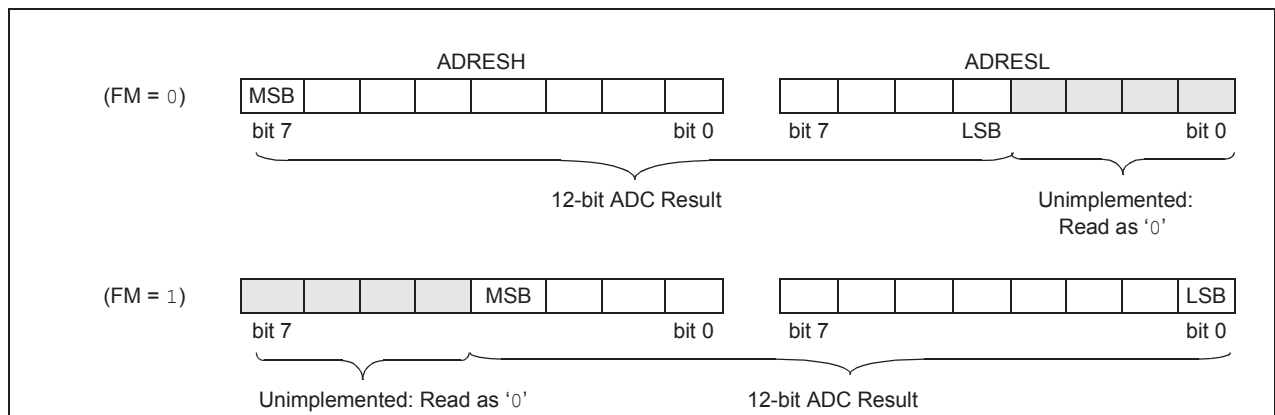 ADRESH ADRESL
(FM = 0) MSB
bit 7 bit 0 bit 7 LSB bit 0
12-bit ADC Result Unimplemented:
Read as ‘0’
(FM = 1) MSB LSB
bit 7 bit 0 bit 7 bit 0
Unimplemented: Read as ‘0’ 12-bit ADC Result